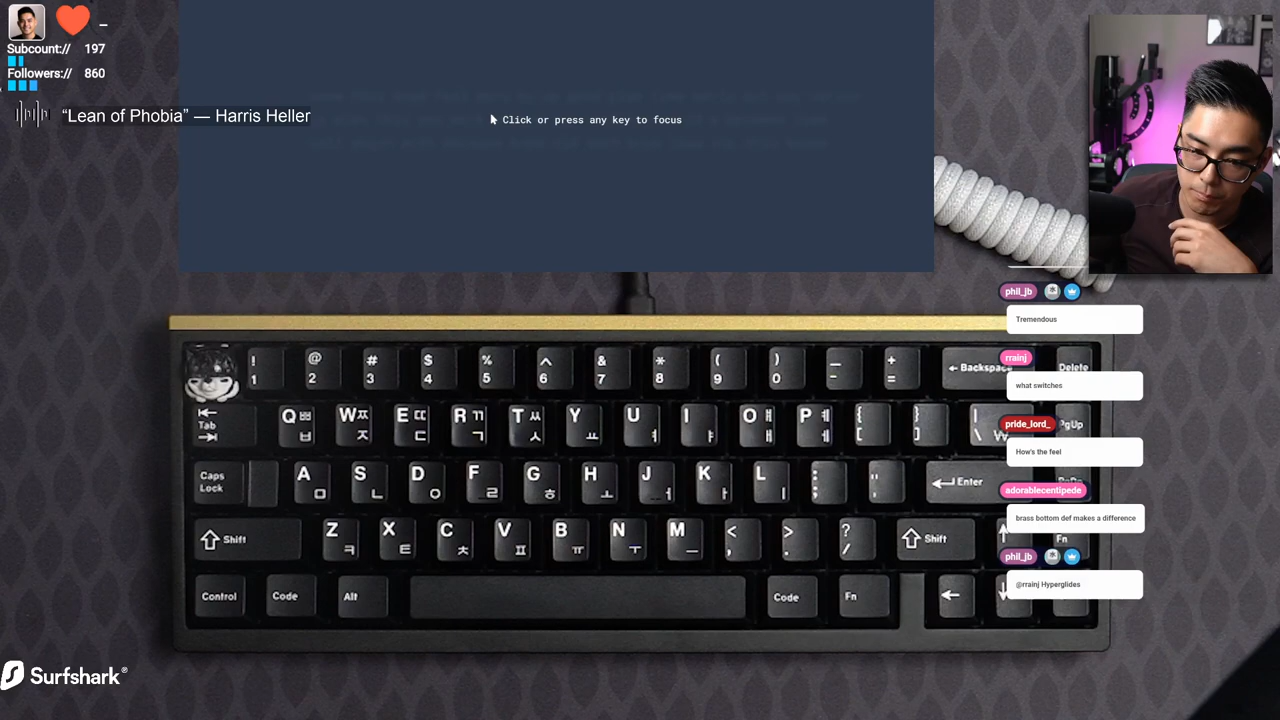 Subcount:// 197
Followers:// 860
“Lean of Phobia” — Harris Heller
Click or press any key to focus
phil_jb
Tremendous
rrainj
what switches
pride_lord_
How's the feel
adorablecentipede
brass bottom def makes a difference
phil_jb
@rrainj Hyperglides
! @ # $ % ^ & * ( ) — +
1 2 3 4 5 6 7 8 9 0 - = ← Backspace Delete
Tab Q ㅃ ㅂ W ㅉ ㅈ E ㄸ ㄷ R ㄲ ㄱ T ㅆ ㅅ Y ㅛ U ㅕ I ㅑ O ㅒ ㅐ P ㅖ ㅔ { [ } ] | \ ₩ PgUp
Caps Lock A ㅁ S ㄴ D ㅇ F ㄹ G ㅎ H ㅗ J ㅓ K ㅏ L ㅣ : ; " ' Enter
Shift Z ㅋ X ㅌ C ㅊ V ㅍ B ㅠ N ㅜ M ㅡ < , > . ? / Shift ↑ Fn
Control Code Alt Code Fn ← ↓
Surfshark®